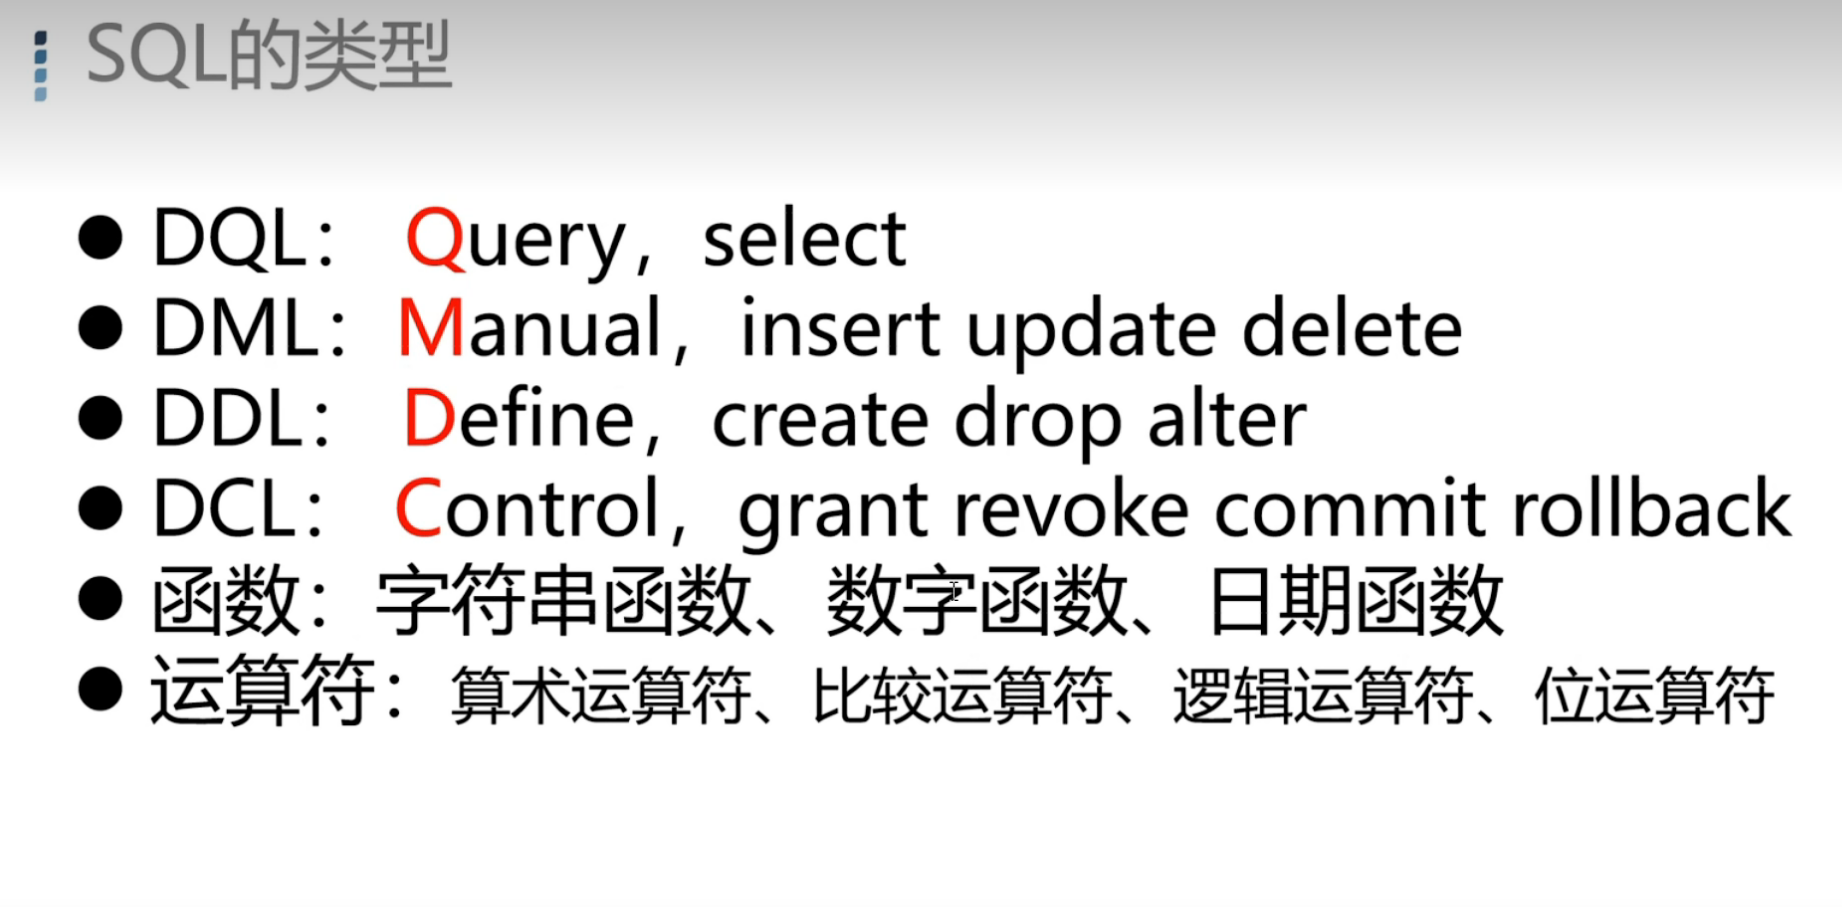 SQL的类型
DQL： Query，select
DML：Manual，insert update delete
DDL： Define，create drop alter
DCL： Control，grant revoke commit rollback
函数：字符串函数、数字函数、日期函数
运算符：算术运算符、比较运算符、逻辑运算符、位运算符